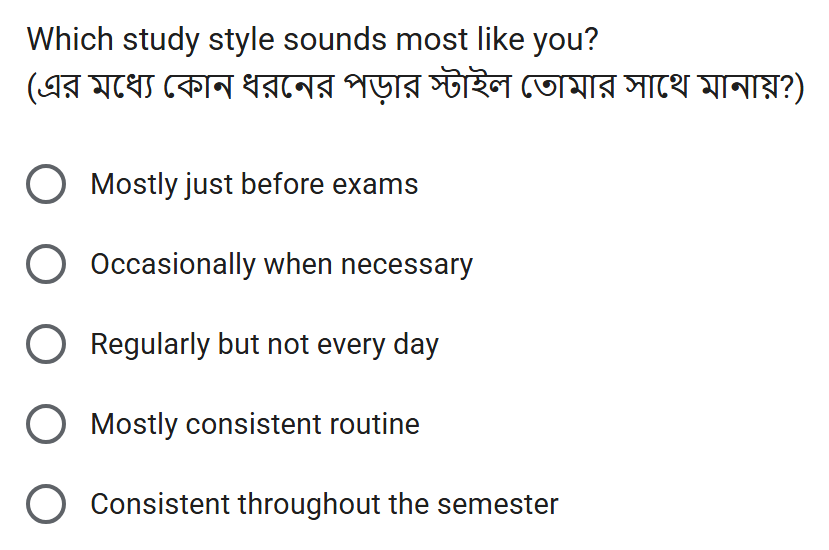 Which study style sounds most like you?
(এর মধ্যে কোন ধরনের পড়ার স্টাইল তোমার সাথে মানায়?)
Mostly just before exams
Occasionally when necessary
Regularly but not every day
Mostly consistent routine
Consistent throughout the semester